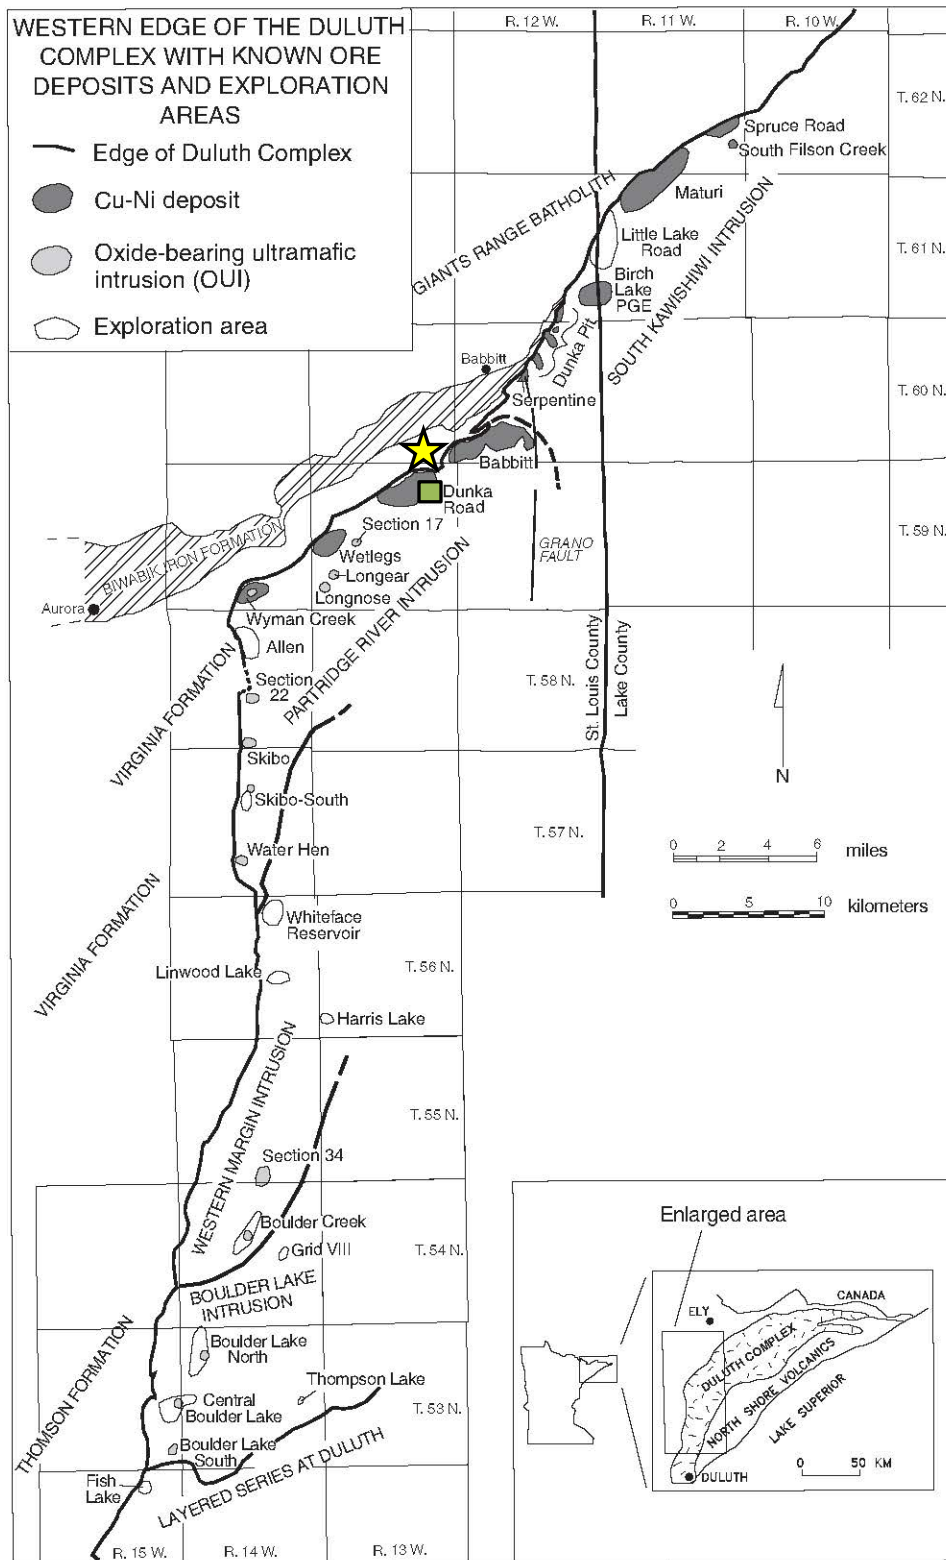 WESTERN EDGE OF THE DULUTH
COMPLEX WITH KNOWN ORE
DEPOSITS AND EXPLORATION
AREAS
Edge of Duluth Complex
Cu-Ni deposit
Oxide-bearing ultramafic
intrusion (OUI)
Exploration area
R. 12 W.
R. 11 W.
R. 10 W.
T. 62 N.
Spruce Road
South Filson Creek
Maturi
GIANTS RANGE BATHOLITH
SOUTH KAWISHIWI INTRUSION
Little Lake
Road
T. 61 N.
Birch
Lake
PGE
Dunka Pit
Babbitt
Serpentine
T. 60 N.
Babbitt
Dunka
Road
Section 17
GRANO
FAULT
T. 59 N.
BIWABIK IRON FORMATION
Wetlegs
Longear
Longnose
Aurora
Wyman Creek
Allen
PARTRIDGE RIVER INTRUSION
VIRGINIA FORMATION
Section
22
T. 58 N.
St. Louis County
Lake County
Skibo
Skibo-South
N
T. 57 N.
Water Hen
0 2 4 6 miles
0 5 10 kilometers
VIRGINIA FORMATION
Whiteface
Reservoir
Linwood Lake
T. 56 N.
Harris Lake
WESTERN MARGIN INTRUSION
T. 55 N.
Section 34
Boulder Creek
Grid VIII
T. 54 N.
BOULDER LAKE
INTRUSION
THOMSON FORMATION
Boulder Lake
North
Thompson Lake
Central
Boulder Lake
T. 53 N.
Boulder Lake
South
Fish
Lake
LAYERED SERIES AT DULUTH
R. 15 W.
R. 14 W.
R. 13 W.
Enlarged area
CANADA
ELY
DULUTH COMPLEX
NORTH SHORE VOLCANICS
LAKE SUPERIOR
DULUTH
0 50 KM